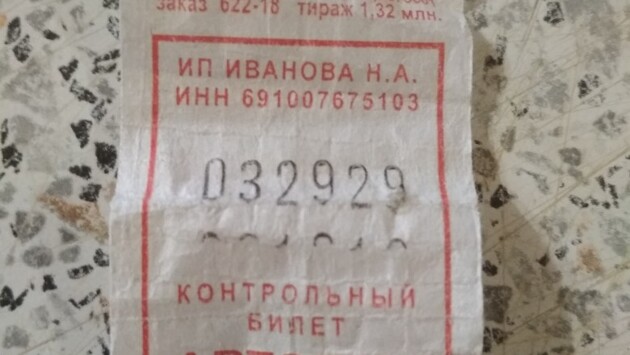 заказ 622-18 тираж 1,32 млн.
ИП ИВАНОВА Н.А.
ИНН 691007675103
032929
КОНТРОЛЬНЫЙ
БИЛЕТ